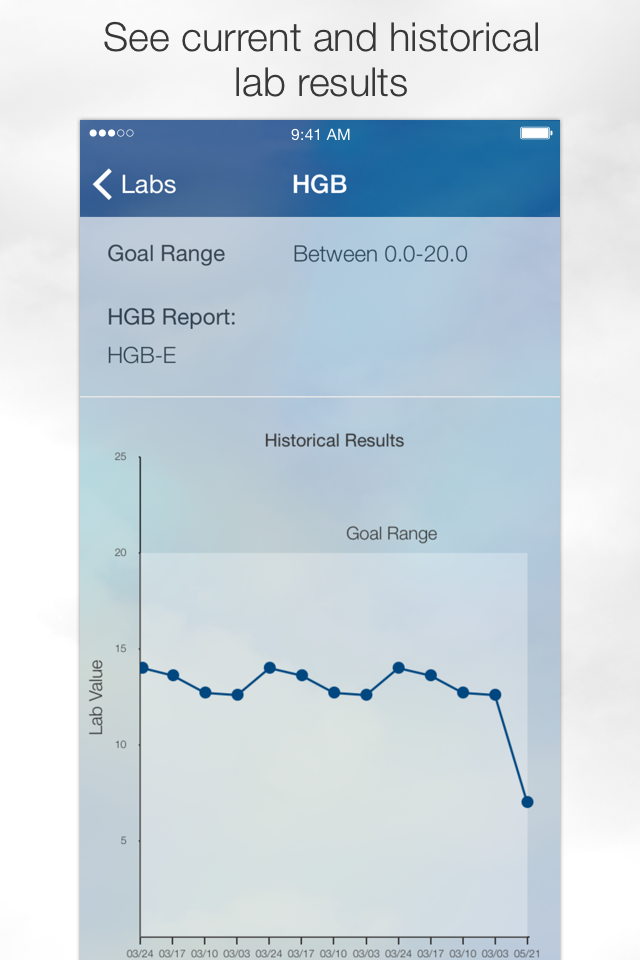 See current and historical
lab results
9:41 AM
Labs
HGB
Goal Range Between 0.0-20.0
HGB Report:
HGB-E
Historical Results
25
Goal Range
20
15
Lab Value
10
5
03/24 03/17 03/10 03/03 03/24 03/17 03/10 03/03 03/24 03/17 03/10 03/03 05/21